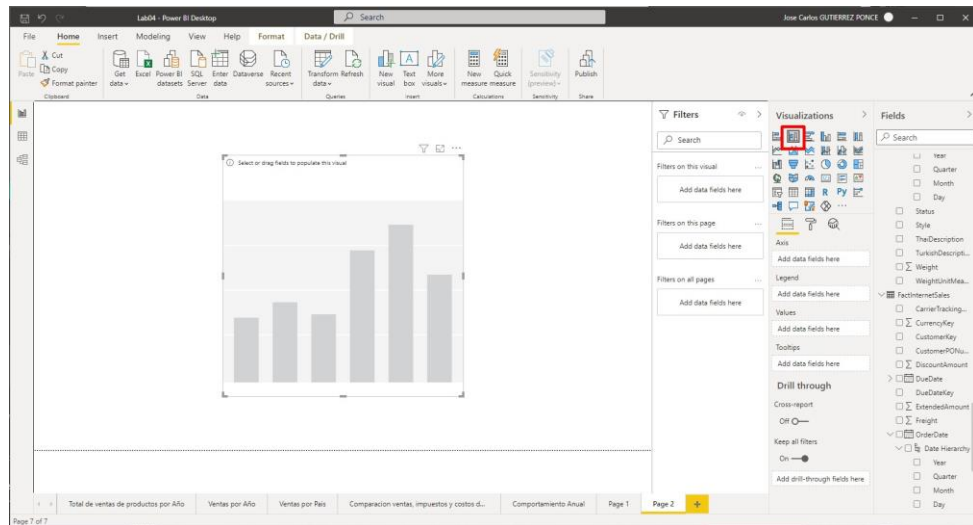 Lab04 - Power BI Desktop
Search
Jose Carlos GUTIERREZ PONCE
File Home Insert Modeling View Help Format Data / Drill
Paste
Cut
Copy
Format painter
Clipboard
Get data
Excel
Power BI datasets
SQL Server
Enter data
Dataverse
Recent sources
Data
Transform data
Refresh
Queries
New visual
Text box
More visuals
Insert
New measure
Quick measure
Calculations
Sensitivity (preview)
Sensitivity
Publish
Share
Select or drag fields to populate this visual
Filters
Search
Filters on this visual
Add data fields here
Filters on this page
Add data fields here
Filters on all pages
Add data fields here
Visualizations
R Py
Axis
Add data fields here
Legend
Add data fields here
Values
Add data fields here
Tooltips
Add data fields here
Drill through
Cross-report
Off
Keep all filters
On
Add drill-through fields here
Fields
Search
Year
Quarter
Month
Day
Status
Style
ThaiDescription
TurkishDescripti...
Weight
WeightUnitMea...
FactInternetSales
CarrierTracking...
CurrencyKey
CustomerKey
CustomerPONu...
DiscountAmount
DueDate
DueDateKey
ExtendedAmount
Freight
OrderDate
Date Hierarchy
Year
Quarter
Month
Day
Total de ventas de productos por Año
Ventas por Año
Ventas por Pais
Comparacion ventas, impuestos y costos d...
Comportamiento Anual
Page 1
Page 2
Page 7 of 7